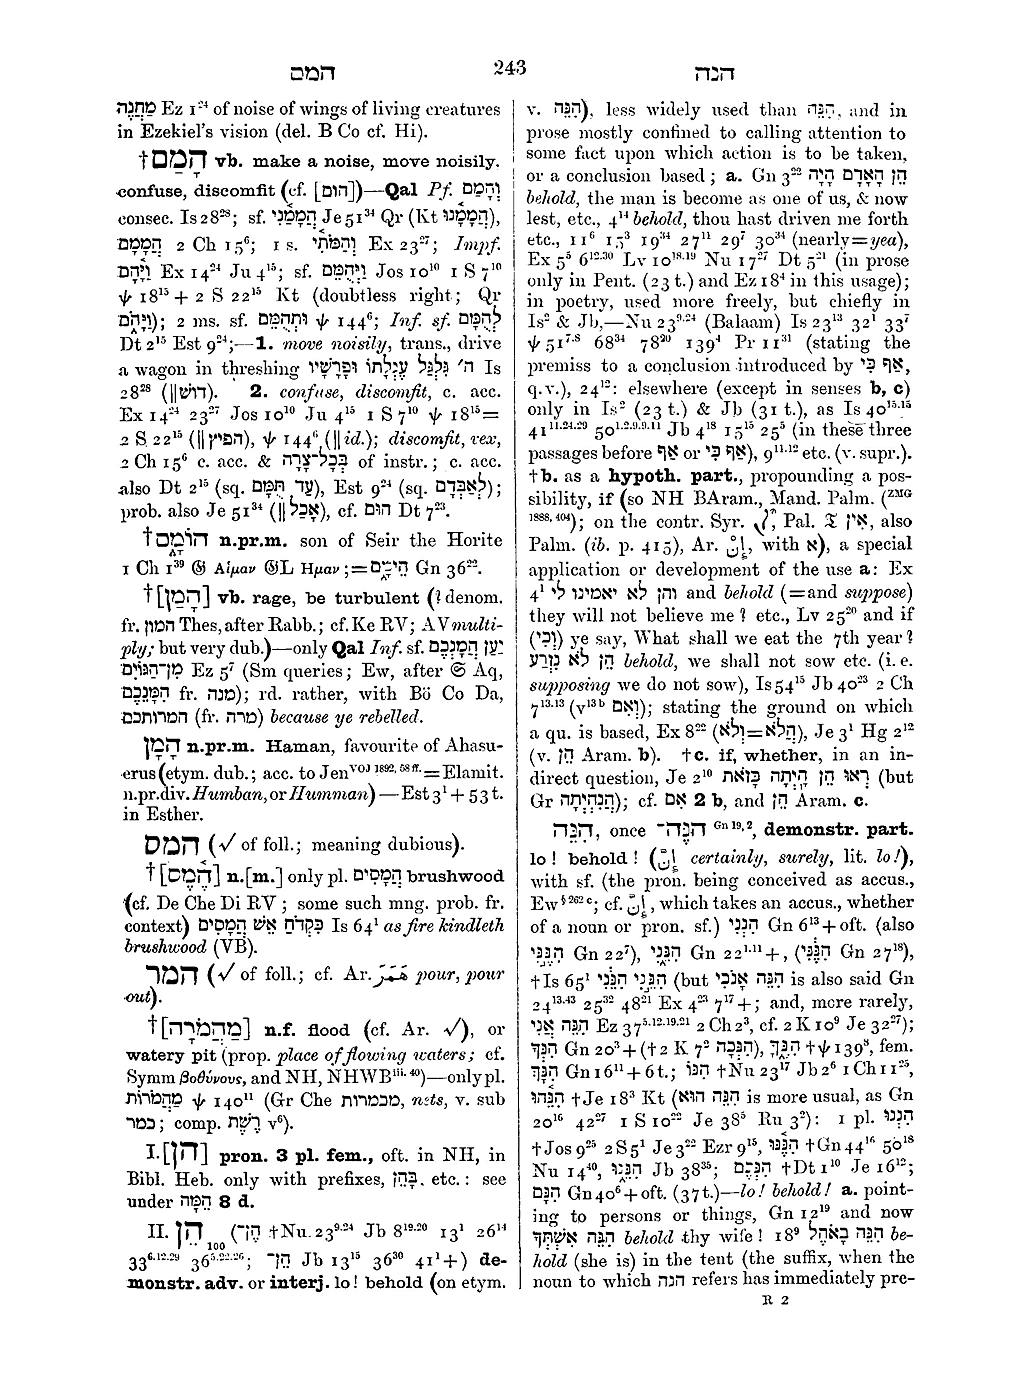 המם
243
הנה
מַחֲנֶה Ez 1²⁴ of noise of wings of living creatures
in Ezekiel’s vision (del. B Co cf. Hi).
†הָמַם vb. make a noise, move noisily,
confuse, discomfit (cf. [הוּם])—Qal Pf. וְהָמַם
consec. Is 28²⁸; sf. הֲמָמַנִי Je 51³⁴ Qr (Kt הֲמָמָנוּ),
הֲמָמָם 2 Ch 15⁶; 1 s. וְהַמֹּתִי Ex 23²⁷; Impf.
וַיָּהָם Ex 14²⁴ Ju 4¹⁵; sf. וַיְהֻמֵּם Jos 10¹⁰ 1 S 7¹⁰
ψ 18¹⁵ + 2 S 22¹⁵ Kt (doubtless right; Qr
וַיָּהֹם); 2 ms. sf. וּתְהֻמֵּם ψ 144⁶; Inf. sf. לְהֻמָּם
Dt 2¹⁵ Est 9²⁴;—1. move noisily, trans., drive
a wagon in threshing ה׳ גִּלְגַּל עֶגְלָתוֹ וּפָרָשָׁיו Is
28²⁸ (‖דּוּשׁ). 2. confuse, discomfit, c. acc.
Ex 14²⁴ 23²⁷ Jos 10¹⁰ Ju 4¹⁵ 1 S 7¹⁰ ψ 18¹⁵=
2 S 22¹⁵ (‖הפיץ), ψ 144⁶ (‖id.); discomfit, vex,
2 Ch 15⁶ c. acc. & בְּכָל־צָרָה of instr.; c. acc.
also Dt 2¹⁵ (sq. עַד תֻּמָּם), Est 9²⁴ (sq. לְאַבְּדָם);
prob. also Je 51³⁴ (‖אָכַל), cf. הוּם Dt 7²³.
†הוֹמָם n.pr.m. son of Seir the Horite
1 Ch 1³⁹ 𝔊 Αἱμαν 𝔊L Ημαν;=הֵימָם Gn 36²².
†[הָמַן] vb. rage, be turbulent (? denom.
fr. המון Thes, after Rabb.; cf. Ke RV; AV multi-
ply; but very dub.)—only Qal Inf. sf. יַעַן הֲמָנְכֶם
מִן־הַגּוֹיִם Ez 5⁷ (Sm queries; Ew, after 𝔖 Aq,
הִמָּנֹכֶם fr. מנה); rd. rather, with Bö Co Da,
המרותכם (fr. מרה) because ye rebelled.
הָמָן n.pr.m. Haman, favourite of Ahasu-
erus (etym. dub.; acc. to Jen VOJ 1892, 58 ff. = Elamit.
n.pr.div. Humban, or Humman)—Est 3¹ + 53 t.
in Esther.
המס (√ of foll.; meaning dubious).
†[הֶמֶס] n.[m.] only pl. הֲמָסִים brushwood
(cf. De Che Di RV; some such mng. prob. fr.
context) כִּקְדֹחַ אֵשׁ הֲמָסִים Is 64¹ as fire kindleth
brushwood (VB).
המר (√ of foll.; cf. Ar. هَمَرَ pour, pour
out).
†[מַהֲמֹרָה] n.f. flood (cf. Ar. √), or
watery pit (prop. place of flowing waters; cf.
Symm βοθύνους, and NH, NHWB iii. 40)—only pl.
מַהֲמֹרוֹת ψ 140¹¹ (Gr Che מכמרות, nets, v. sub
כמר; comp. רֶשֶׁת v⁶).
I. [הֵן] pron. 3 pl. fem., oft. in NH, in
Bibl. Heb. only with prefixes, בָּהֵן, etc.: see
under הֵמָּה 8 d.
II. הֵן 100 (הֶן־ †Nu 23⁹·²⁴ Jb 8¹⁹·²⁰ 13¹ 26¹⁴
33⁶·¹²·²⁹ 36⁵·²²·²⁶; הֵן־ Jb 13¹⁵ 36³⁰ 41¹+) de-
monstr. adv. or interj. lo! behold (on etym.
v. הִנֵּה), less widely used than הִנֵּה, and in
prose mostly confined to calling attention to
some fact upon which action is to be taken,
or a conclusion based; a. Gn 3²² הֵן הָאָדָם הָיָה
behold, the man is become as one of us, & now
lest, etc., 4¹⁴ behold, thou hast driven me forth
etc., 11⁶ 15³ 19³⁴ 27¹¹ 29⁷ 30³⁴ (nearly=yea),
Ex 5⁵ 6¹²·³⁰ Lv 10¹⁸·¹⁹ Nu 17²⁷ Dt 5²¹ (in prose
only in Pent. (23 t.) and Ez 18⁴ in this usage);
in poetry, used more freely, but chiefly in
Is² & Jb,—Nu 23⁹·²⁴ (Balaam) Is 23¹³ 32¹ 33⁷
ψ 51⁷·⁸ 68³⁴ 78²⁰ 139⁴ Pr 11³¹ (stating the
premiss to a conclusion introduced by אַף כִּי,
q.v.), 24¹²: elsewhere (except in senses b, c)
only in Is² (23 t.) & Jb (31 t.), as Is 40¹⁵·¹⁵
41¹¹·²⁴·²⁹ 50¹·²·⁹·⁹·¹¹ Jb 4¹⁸ 15¹⁵ 25⁵ (in these three
passages before אַף or אַף כִּי), 9¹¹·¹² etc. (v. supr.).
†b. as a hypoth. part., propounding a pos-
sibility, if (so NH BAram., Mand. Palm. (ZMG
1888, 404); on the contr. Syr. ܐܢ, Pal. 𝔗 אין, also
Palm. (ib. p. 415), Ar. إِنْ, with א), a special
application or development of the use a: Ex
4¹ והן לא יאמינו לי and behold (=and suppose)
they will not believe me? etc., Lv 25²⁰ and if
(וְכִי) ye say, What shall we eat the 7th year?
הֵן לֹא נִזְרַע behold, we shall not sow etc. (i.e.
supposing we do not sow), Is 54¹⁵ Jb 40²³ 2 Ch
7¹³·¹³ (v¹³ᵇ וְאִם); stating the ground on which
a qu. is based, Ex 8²² (וְלֹא=הֲלֹא), Je 3¹ Hg 2¹²
(v. הֵן Aram. b). †c. if, whether, in an in-
direct question, Je 2¹⁰ רְאוּ הֵן הָיְתָה כָּזֹאת (but
Gr הֲנִהְיְתָה); cf. אִם 2 b, and הֵן Aram. c.
הִנֵּה, once הִנֶּה־ Gn 19, 2, demonstr. part.
lo! behold! (إِنَّ certainly, surely, lit. lo!),
with sf. (the pron. being conceived as accus.,
Ew § 262 c; cf. إِنَّ, which takes an accus., whether
of a noun or pron. sf.) הִנְנִי Gn 6¹³ + oft. (also
הִנֶּנִּי Gn 22⁷), הִנֵּנִי Gn 22¹·¹¹+, (הִנֶּנִּי Gn 27¹⁸),
†Is 65¹ הִנֵּנִי הִנֵּנִי (but הִנֵּה אָנֹכִי is also said Gn
24¹³·⁴³ 25³² 48²¹ Ex 4²³ 7¹⁷+; and, more rarely,
הִנֵּה אֲנִי Ez 37⁵·¹²·¹⁹·²¹ 2 Ch 2³, cf. 2 K 10⁹ Je 32²⁷);
הִנְּךָ Gn 20³ + († 2 K 7² הִנְּכָה), הִנֶּךָּ †ψ 139⁸, fem.
הִנָּךְ Gn 16¹¹ + 6 t.; הִנּוֹ †Nu 23¹⁷ Jb 2⁶ 1 Ch 11²⁵,
הִנֵּהוּ †Je 18³ Kt (הִנֵּה הוּא is more usual, as Gn
20¹⁶ 42²⁷ 1 S 10²² Je 38⁵ Ru 3²): 1 pl. הִנְנוּ
†Jos 9²⁵ 2 S 5¹ Je 3²² Ezr 9¹⁵, הִנֶּנּוּ †Gn 44¹⁶ 50¹⁸
Nu 14⁴⁰, הִנֵּנוּ Jb 38³⁵; הִנְּכֶם †Dt 1¹⁰ Je 16¹²;
הִנָּם Gn 40⁶ + oft. (37 t.)—lo! behold! a. point-
ing to persons or things, Gn 12¹⁹ and now
הִנֵּה אִשְׁתְּךָ behold thy wife! 18⁹ הִנֵּה בָאֹהֶל be-
hold (she is) in the tent (the suffix, when the
noun to which הנה refers has immediately pre-
R 2